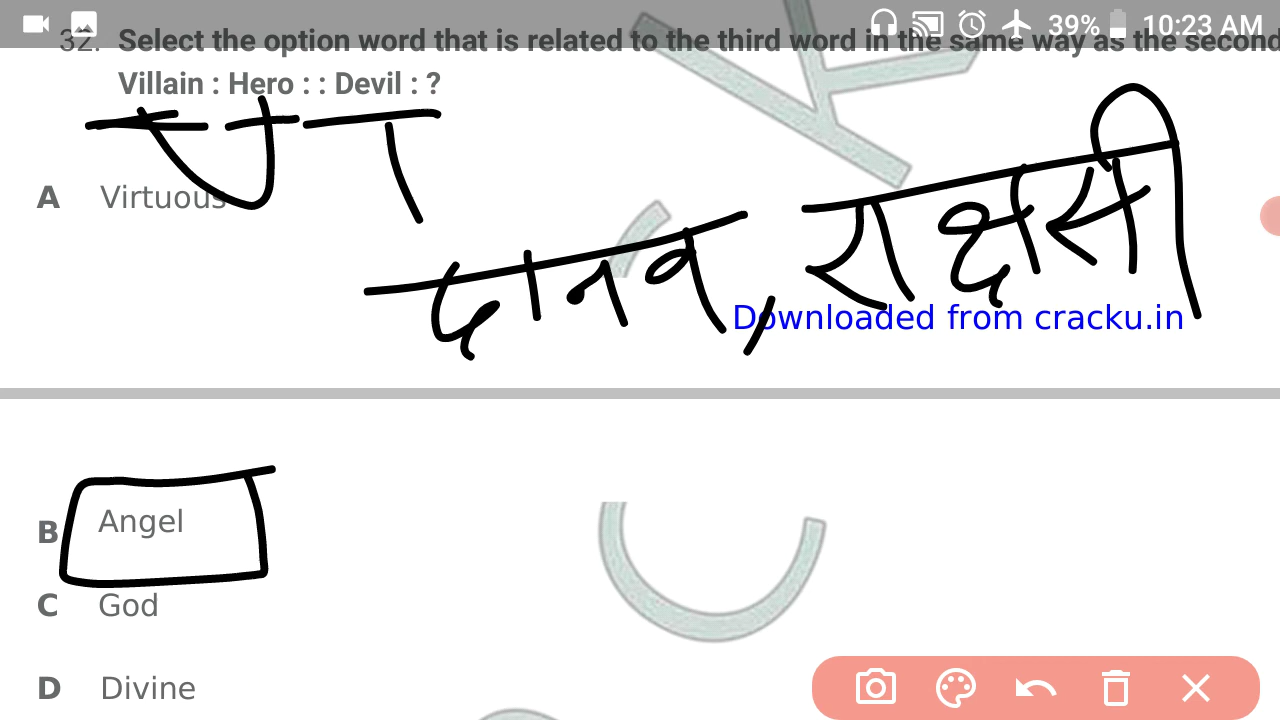 39% 10:23 AM
32. Select the option word that is related to the third word in the same way as the second
Villain : Hero : : Devil : ?
A Virtuous
दानव, राक्षसी
Downloaded from cracku.in
B Angel
C God
D Divine